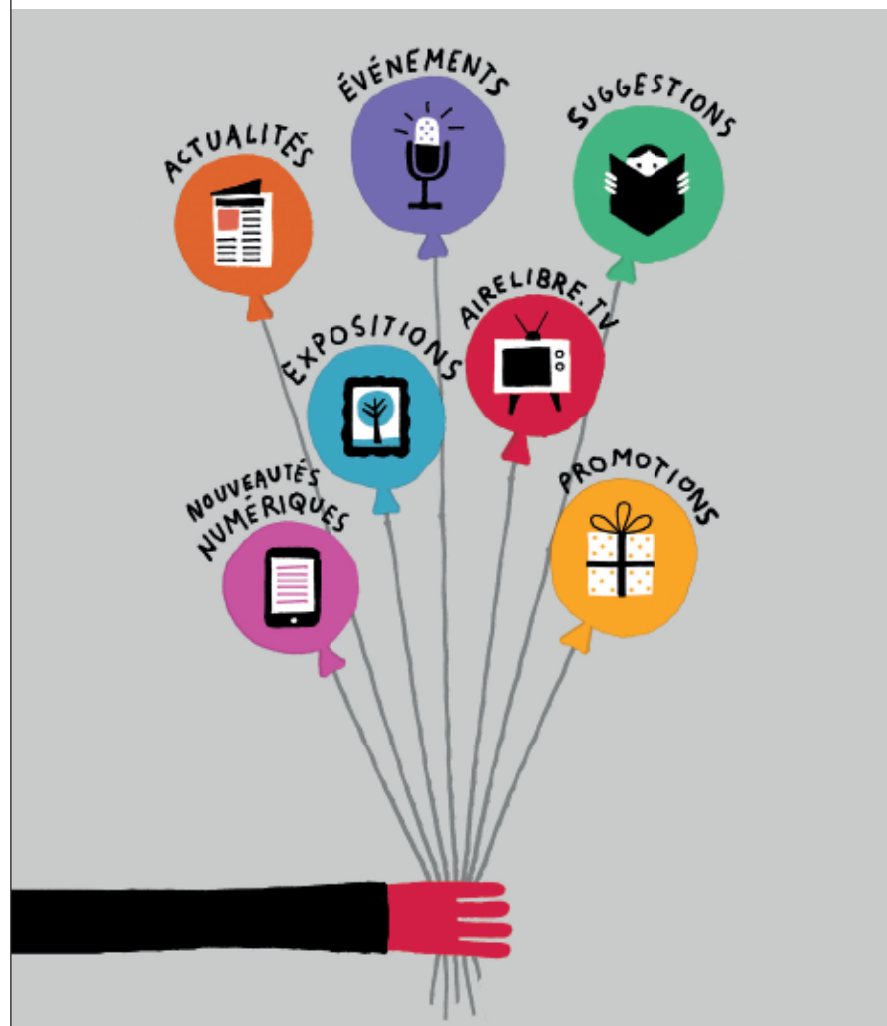 ÉVÉNEMENTS
SUGGESTIONS
ACTUALITÉS
AIRELIBRE.TV
EXPOSITIONS
NOUVEAUTÉS
NUMÉRIQUES
PROMOTIONS